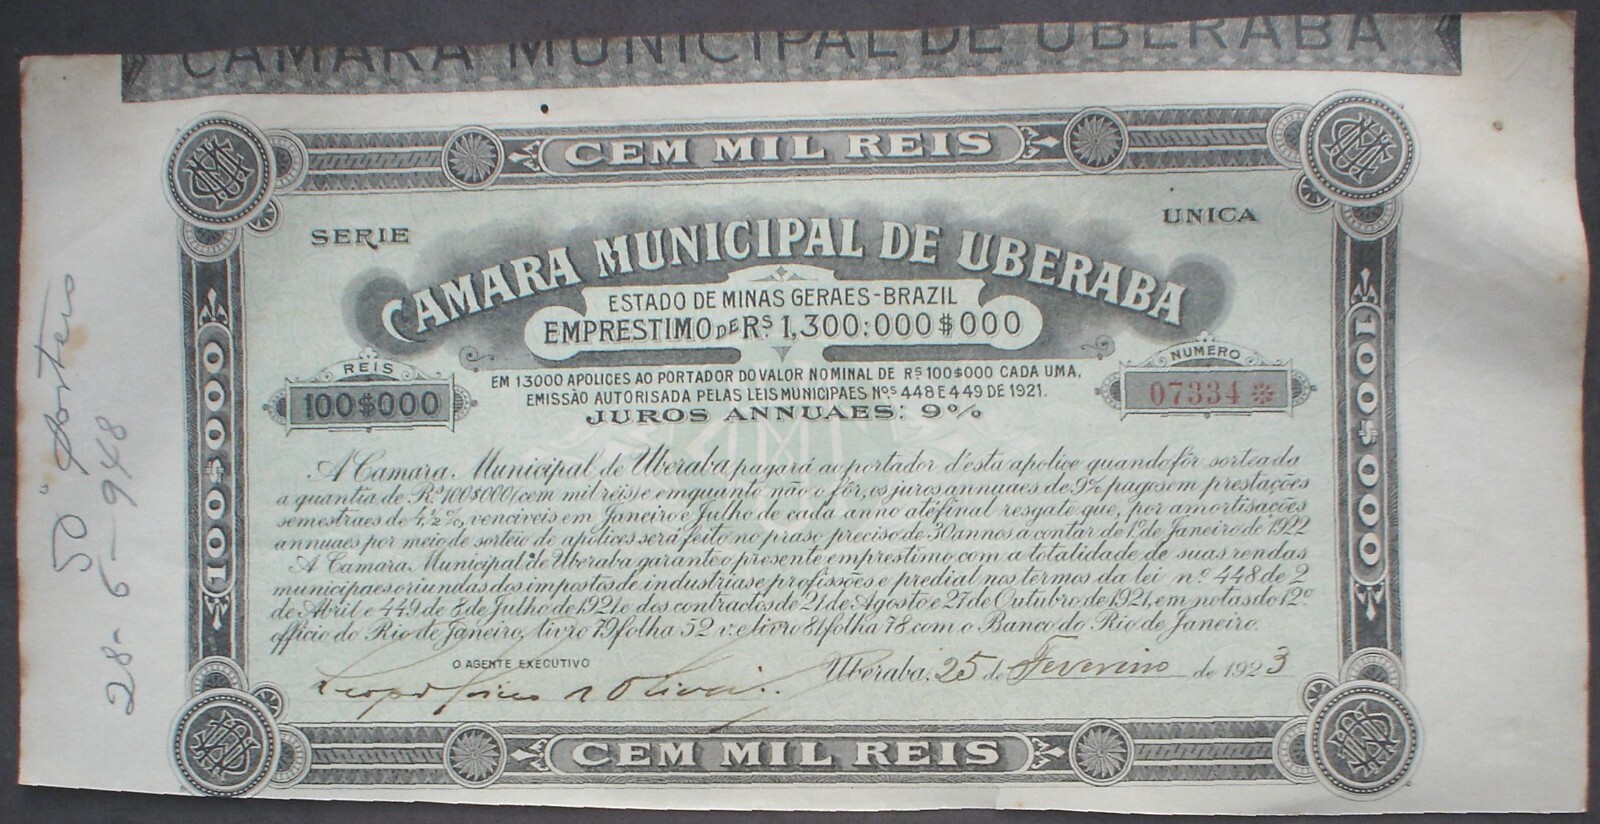 CAMARA MUNICIPAL DE UBERABA
CEM MIL REIS
SERIE
UNICA
CAMARA MUNICIPAL DE UBERABA
ESTADO DE MINAS GERAES-BRAZIL
EMPRESTIMO DE Rs. 1,300:000$000
REIS
100$000
NUMERO
07334
EM 13000 APOLICES AO PORTADOR DO VALOR NOMINAL DE Rs 100$000 CADA UMA,
EMISSÃO AUTORISADA PELAS LEIS MUNICIPAES Nos 448 E 449 DE 1921.
JUROS ANNUAES: 9%
A Camara Municipal de Uberaba pagará ao portador d'esta apolice quando fôr sorteada
a quantia de Rs 100$000 (cem mil réis) e emquanto não o fôr, os juros annuaes de 9% pagos em prestações
semestraes de 4½%, venciveis em Janeiro e Julho de cada anno até final resgate que, por amortisações
annuaes por meio de sorteio de apolices será feito no praso preciso de 30 annos a contar de 1º de Janeiro de 1922
A Camara Municipal de Uberaba garante o presente emprestimo com a totalidade de suas rendas
municipaes oriundas dos impostos de industrias e profissões e predial nos termos da lei nº 448 de 2
de Abril e 449 de 8 de Julho de 1921 e dos contractos de 21 de Agosto e 27 de Outubro de 1921, em notas do 12º
officio do Rio de Janeiro, livro 79 folha 52 v. e livro 81 folha 78 com o Banco do Rio de Janeiro.
O AGENTE EXECUTIVO
Uberaba, 25 de Fevereiro de 1923
CEM MIL REIS
100$000
100$000
50º sorteio
28-6-948